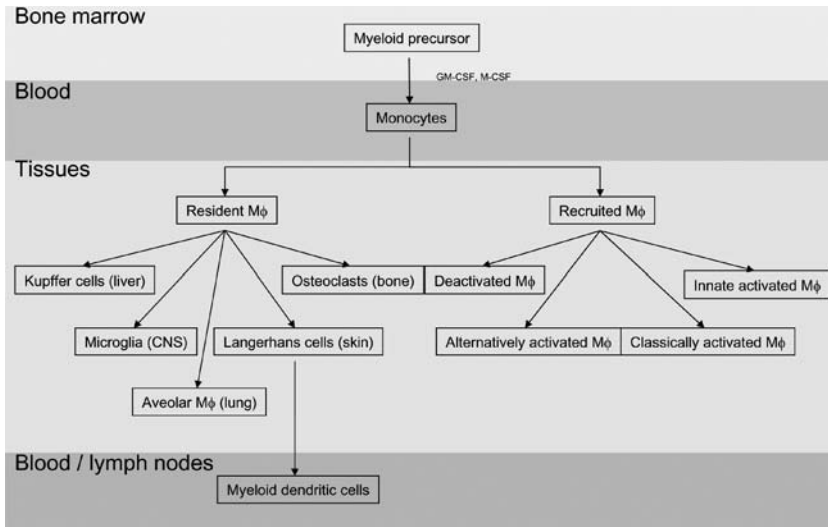 Bone marrow
Myeloid precursor
GM-CSF, M-CSF
Blood
Monocytes
Tissues
Resident Mϕ
Recruited Mϕ
Kupffer cells (liver)
Osteoclasts (bone)
Deactivated Mϕ
Innate activated Mϕ
Microglia (CNS)
Langerhans cells (skin)
Alternatively activated Mϕ
Classically activated Mϕ
Aveolar Mϕ (lung)
Blood / lymph nodes
Myeloid dendritic cells